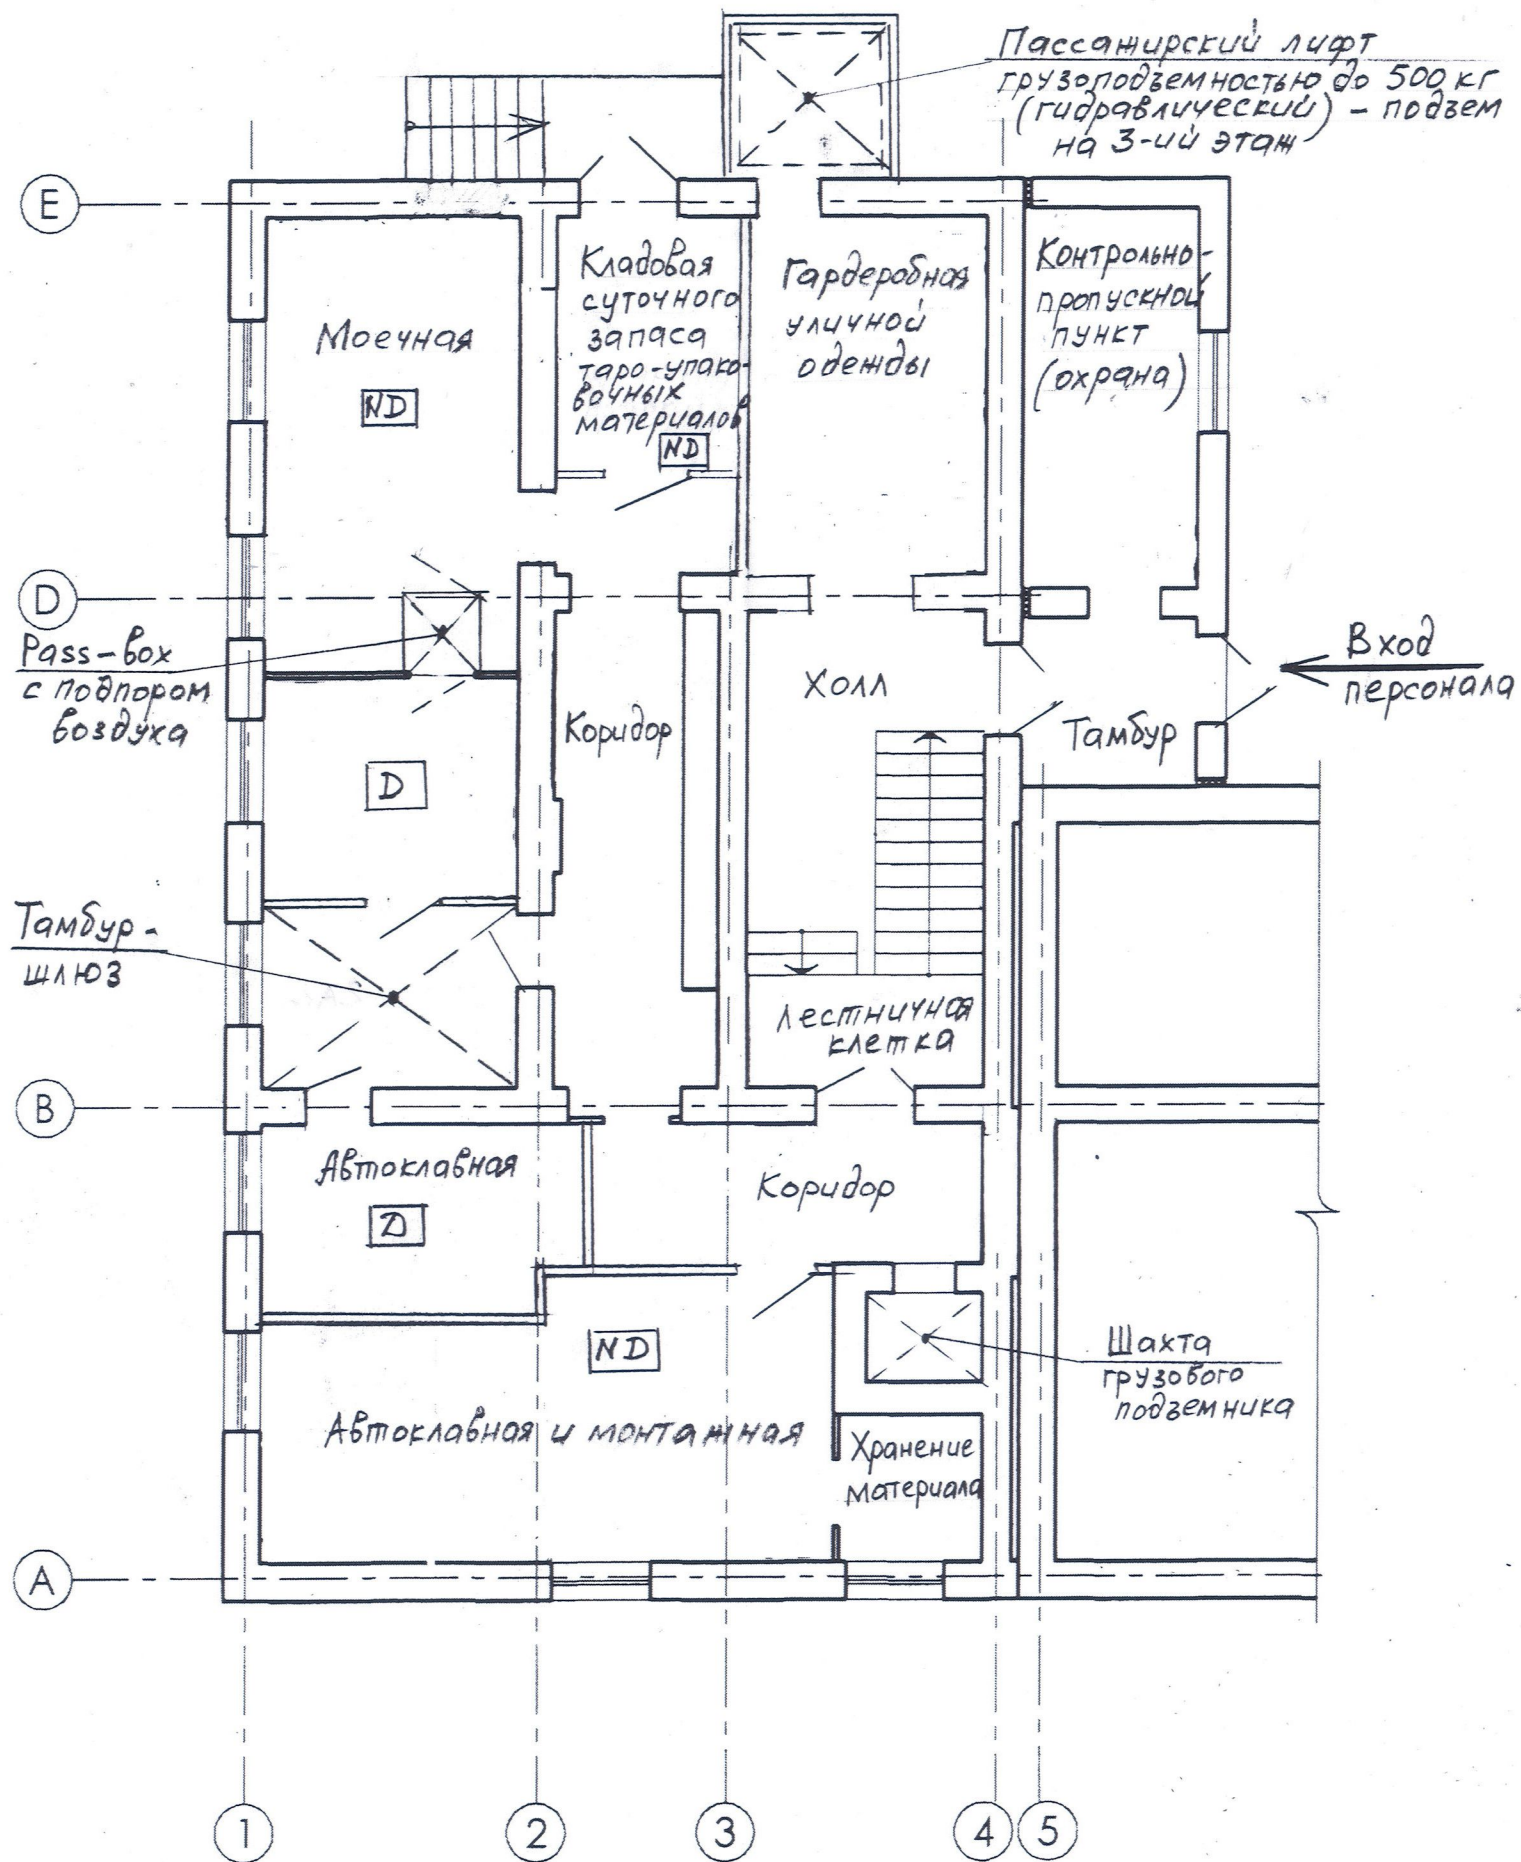 Пассажирский лифт
грузоподъемностью до 500 кг
(гидравлический) – подъем
на 3-ий этаж
E
Кладовая
суточного
запаса
таро-упако-
вочных
материалов
ND
Гардеробная
уличной
одежды
Контрольно-
пропускной
пункт
(охрана)
Моечная
ND
D
Pass-box
с подпором
воздуха
Вход
персонала
Холл
Тамбур
Коридор
D
Тамбур-
шлюз
Лестничная
клетка
B
Автоклавная
D
Коридор
ND
Шахта
грузового
подъемника
Автоклавная и монтажная
Хранение
материала
A
1
2
3
4
5